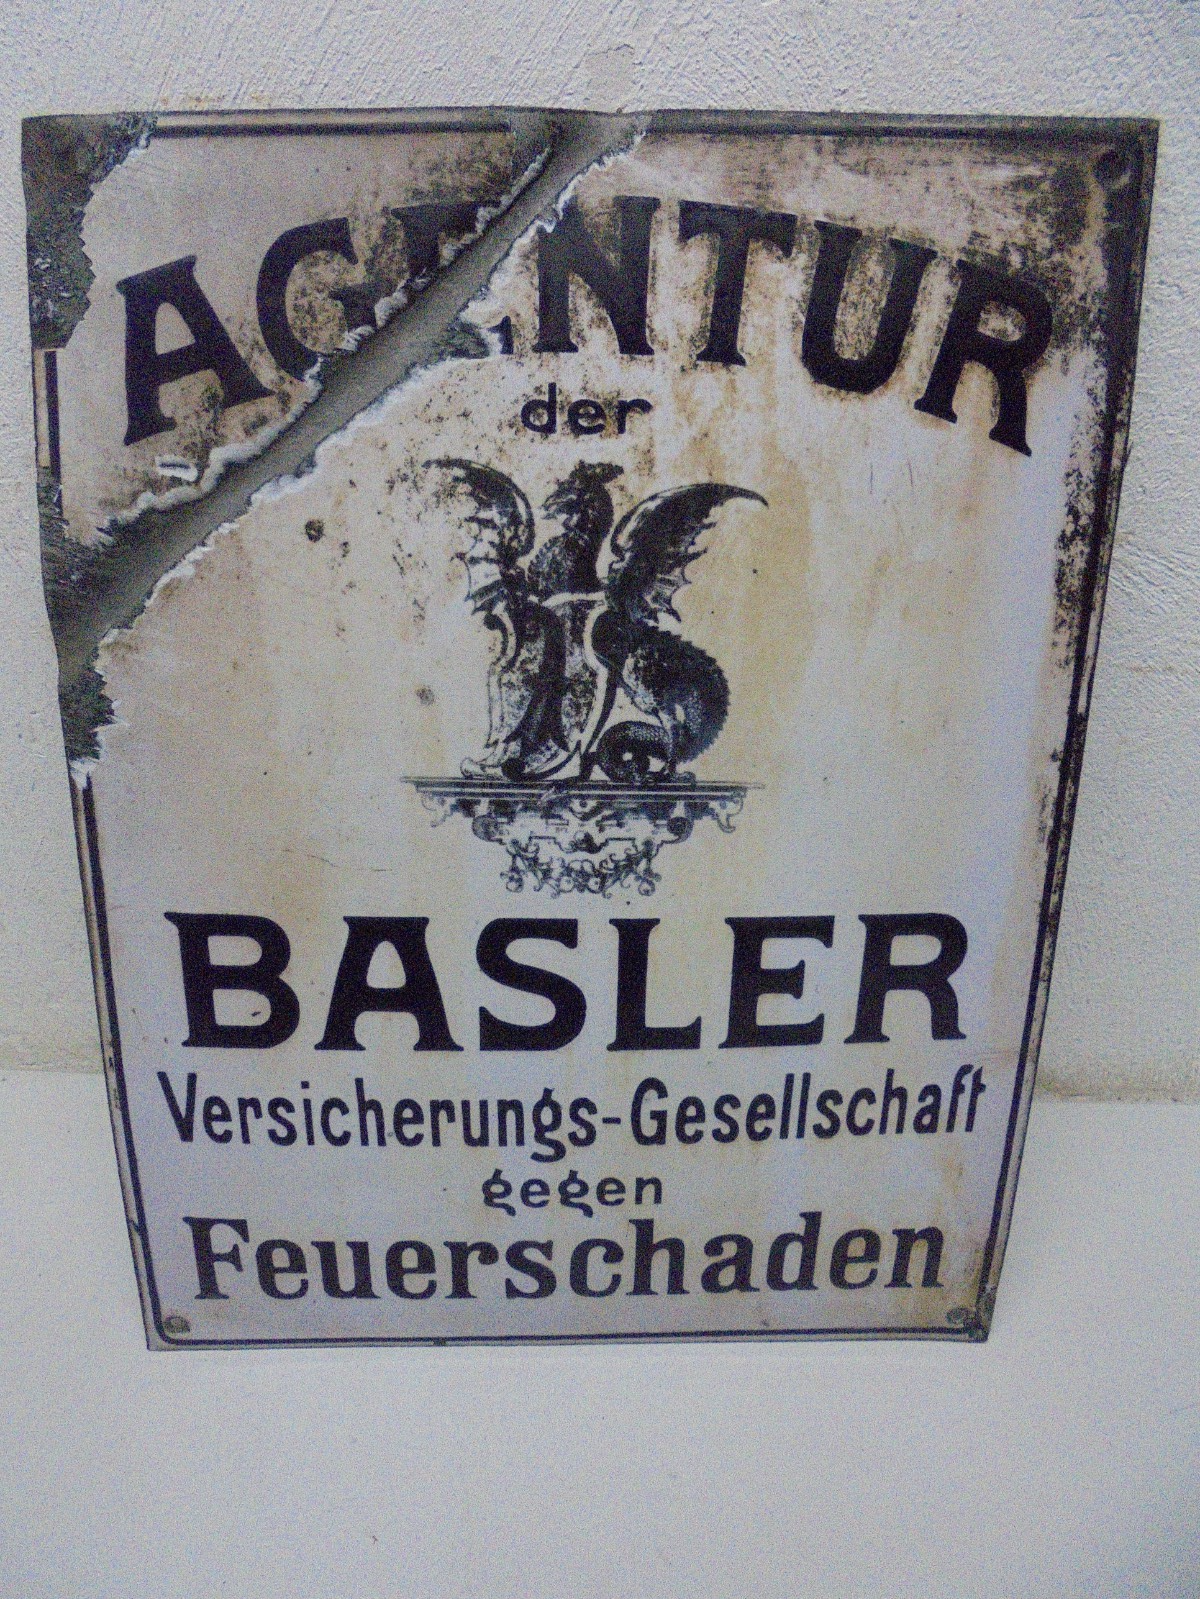 AGENTUR
der
BASLER
Versicherungs-Gesellschaft
gegen
Feuerschaden